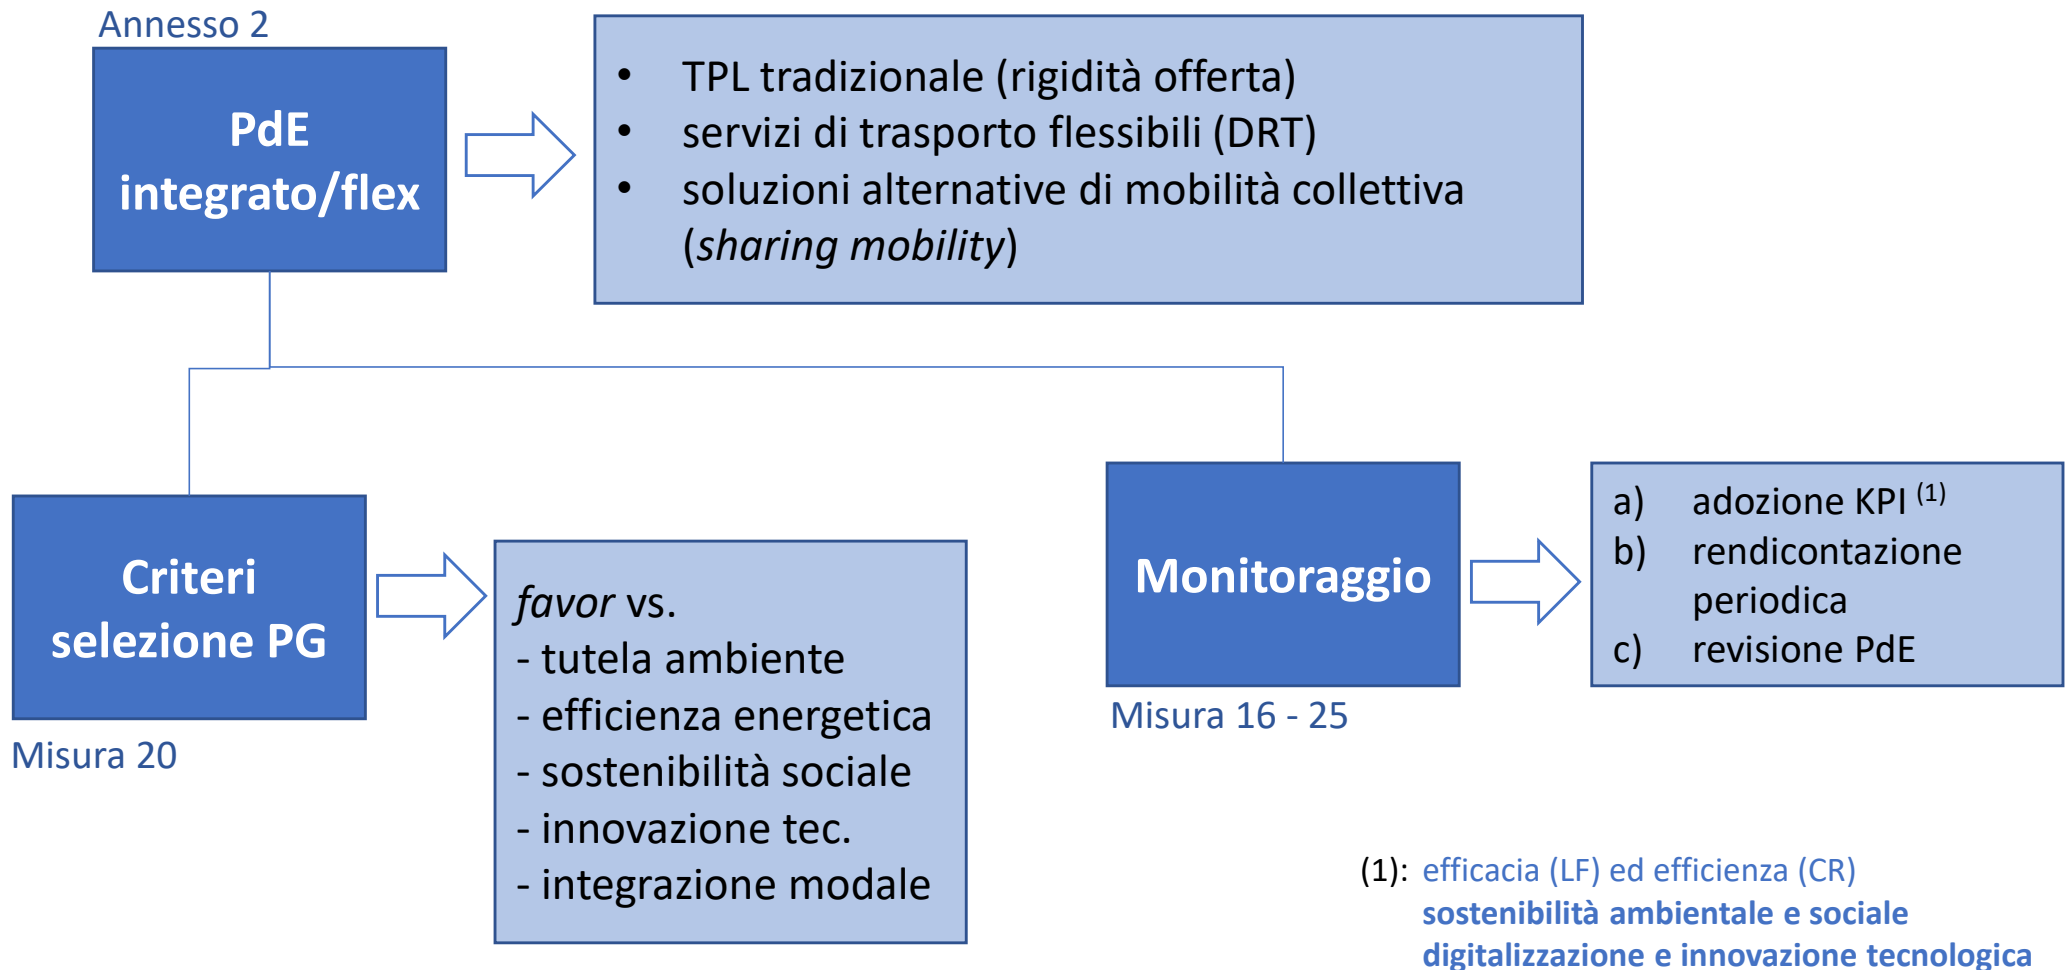 Annesso 2
PdE
integrato/flex
• TPL tradizionale (rigidità offerta)
• servizi di trasporto flessibili (DRT)
• soluzioni alternative di mobilità collettiva
(sharing mobility)
Criteri
selezione PG
Misura 20
favor vs.
- tutela ambiente
- efficienza energetica
- sostenibilità sociale
- innovazione tec.
- integrazione modale
Monitoraggio
Misura 16 - 25
a) adozione KPI (1)
b) rendicontazione
periodica
c) revisione PdE
(1): efficacia (LF) ed efficienza (CR)
sostenibilità ambientale e sociale
digitalizzazione e innovazione tecnologica